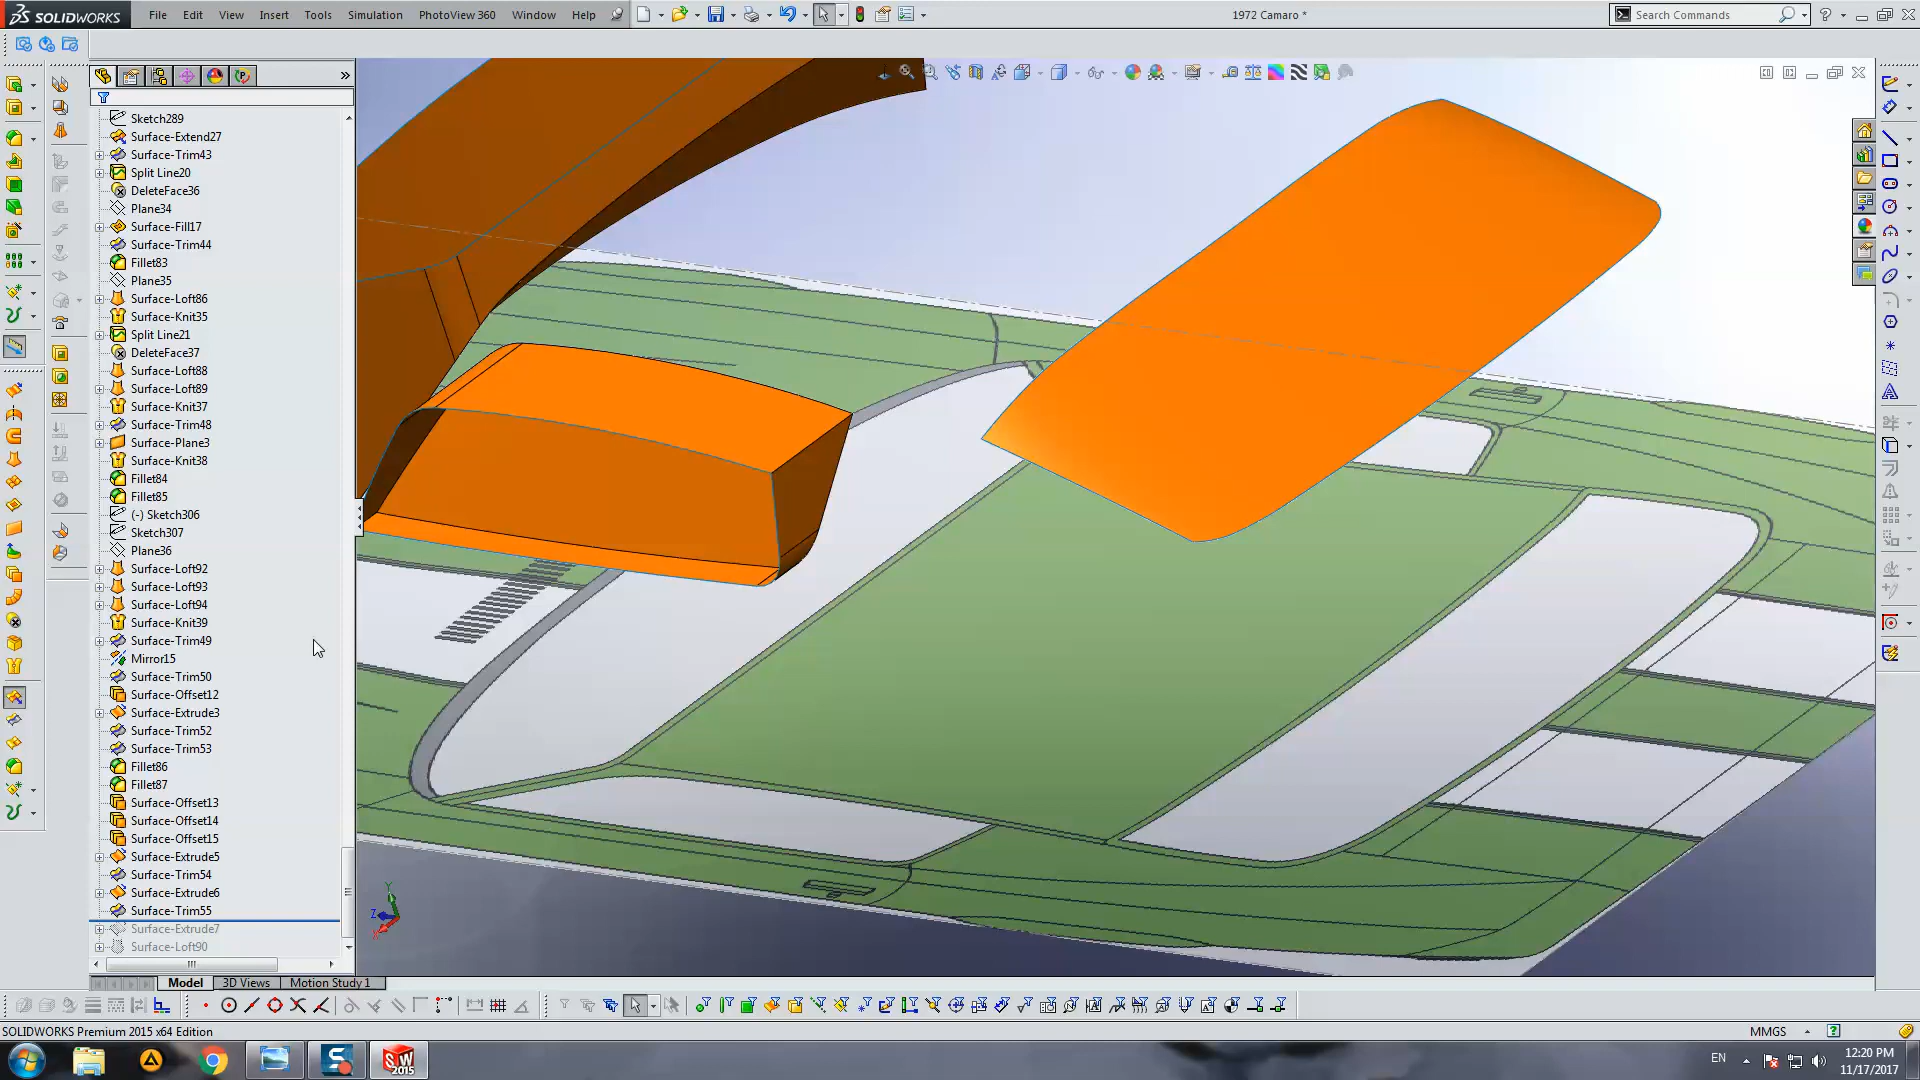 SOLIDWORKS
File Edit View Insert Tools Simulation PhotoView 360 Window Help
1972 Camaro *
Search Commands
Sketch289
Surface-Extend27
Surface-Trim43
Split Line20
DeleteFace36
Plane34
Surface-Fill17
Surface-Trim44
Fillet83
Plane35
Surface-Loft86
Surface-Knit35
Split Line21
DeleteFace37
Surface-Loft88
Surface-Loft89
Surface-Knit37
Surface-Trim48
Surface-Plane3
Surface-Knit38
Fillet84
Fillet85
(-) Sketch306
Sketch307
Plane36
Surface-Loft92
Surface-Loft93
Surface-Loft94
Surface-Knit39
Surface-Trim49
Mirror15
Surface-Trim50
Surface-Offset12
Surface-Extrude3
Surface-Trim52
Surface-Trim53
Fillet86
Fillet87
Surface-Offset13
Surface-Offset14
Surface-Offset15
Surface-Extrude5
Surface-Trim54
Surface-Extrude6
Surface-Trim55
Surface-Extrude7
Surface-Loft90
Y
Z
X
Model 3D Views Motion Study 1
SOLIDWORKS Premium 2015 x64 Edition
MMGS
SW
2015
EN
12:20 PM
11/17/2017